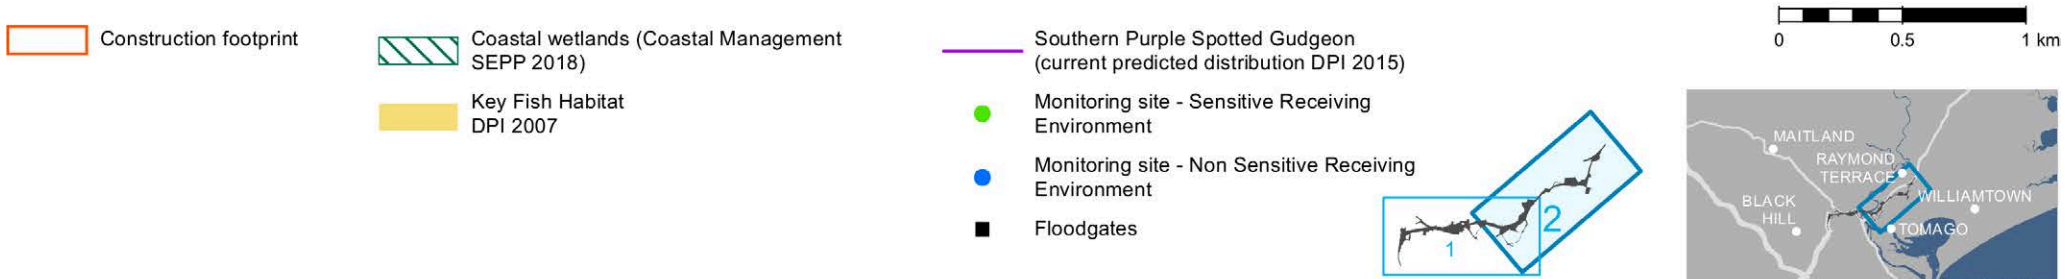 Construction footprint
Coastal wetlands (Coastal Management
SEPP 2018)
Key Fish Habitat
DPI 2007
Southern Purple Spotted Gudgeon
(current predicted distribution DPI 2015)
Monitoring site - Sensitive Receiving
Environment
Monitoring site - Non Sensitive Receiving
Environment
Floodgates
1
2
0 0.5 1 km
MAITLAND
RAYMOND
TERRACE
WILLIAMTOWN
BLACK
HILL
TOMAGO